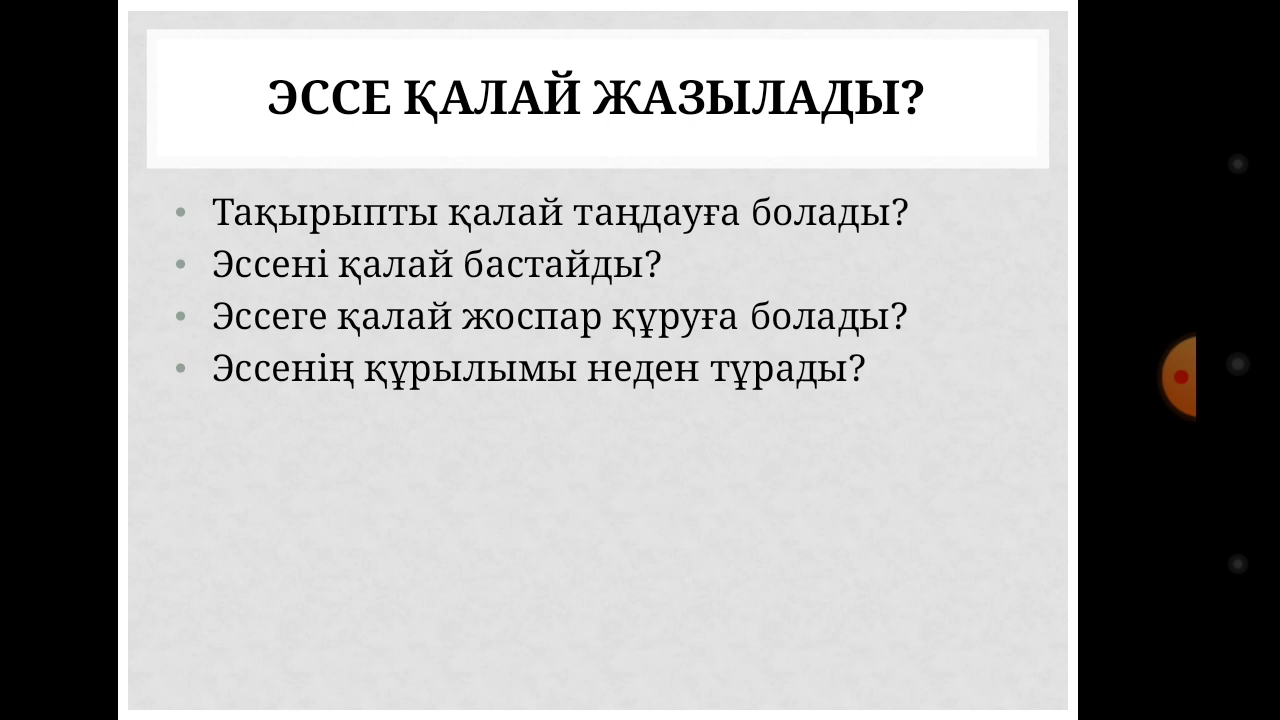 ЭССЕ ҚАЛАЙ ЖАЗЫЛАДЫ?
• Тақырыпты қалай таңдауға болады?
• Эссені қалай бастайды?
• Эссеге қалай жоспар құруға болады?
• Эссенің құрылымы неден тұрады?